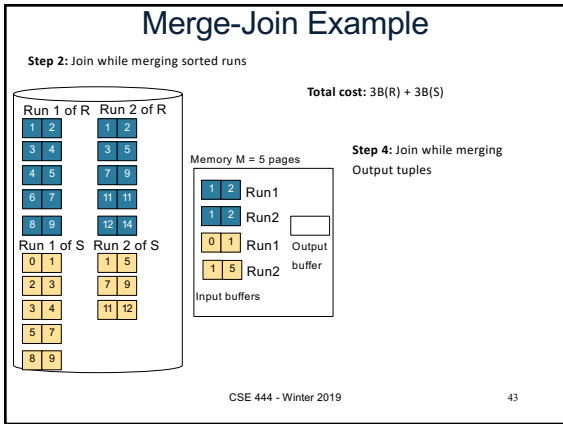 Merge-Join Example
Step 2: Join while merging sorted runs
Total cost: 3B(R) + 3B(S)
Run 1 of R Run 2 of R
1 2 1 2
3 4 3 5
4 5 7 9
6 7 11 11
8 9 12 14
Run 1 of S Run 2 of S
0 1 1 5
2 3 7 9
3 4 11 12
5 7
8 9
Memory M = 5 pages
1 2 Run1
1 2 Run2
0 1 Run1
1 5 Run2
Input buffers
Output
buffer
Step 4: Join while merging
Output tuples
CSE 444 - Winter 2019
43